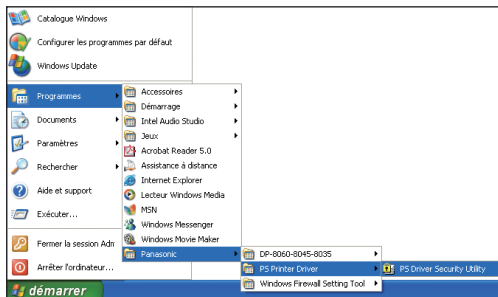 Catalogue Windows
Configurer les programmes par défaut
Windows Update
Programmes
Documents
Paramètres
Rechercher
Aide et support
Exécuter...
Fermer la session Adm
Arrêter l'ordinateur...
démarrer
Accessoires
Démarrage
Intel Audio Studio
Jeux
Acrobat Reader 5.0
Assistance à distance
Internet Explorer
Lecteur Windows Media
MSN
Windows Messenger
Windows Movie Maker
Panasonic
DP-8060-8045-8035
PS Printer Driver
Windows Firewall Setting Tool
PS Driver Security Utility